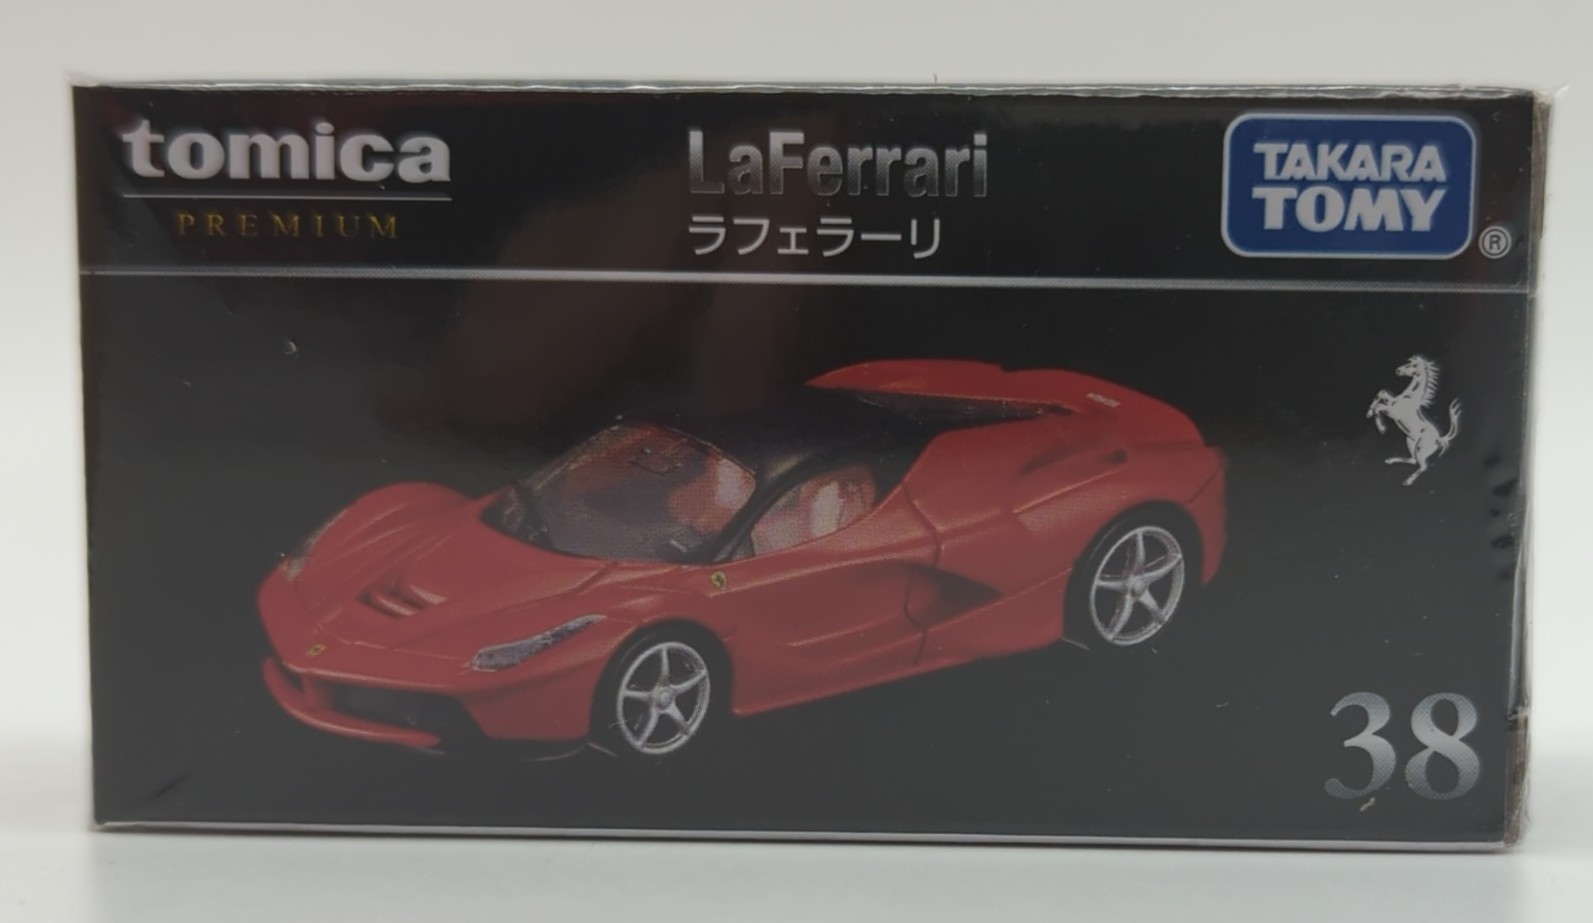 tomica
PREMIUM
LaFerrari
ラフェラーリ
TAKARA
TOMY
®
38